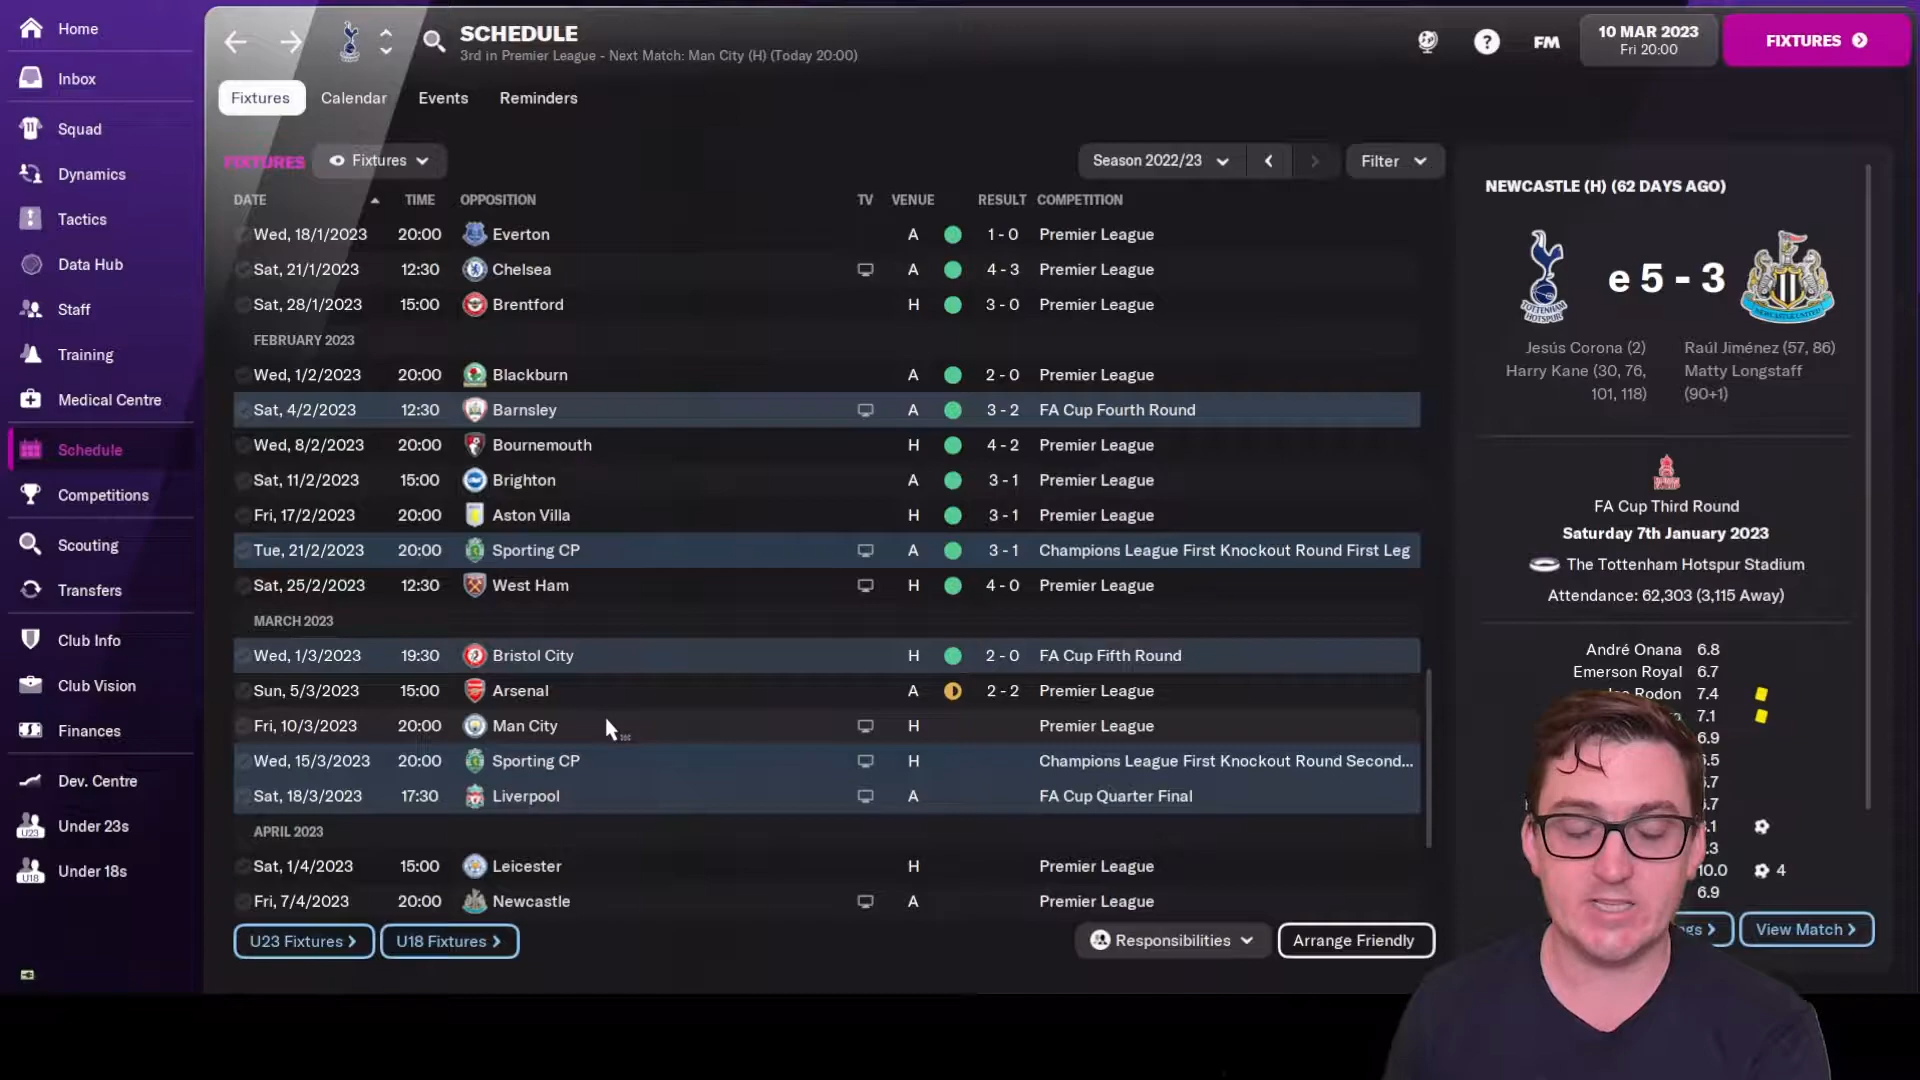 Home
Inbox
Squad
Dynamics
Tactics
Data Hub
Staff
Training
Medical Centre
Schedule
Competitions
Scouting
Transfers
Club Info
Club Vision
Finances
Dev. Centre
U23 Under 23s
U18 Under 18s
SCHEDULE
3rd in Premier League - Next Match: Man City (H) (Today 20:00)
? FM
10 MAR 2023
Fri 20:00
FIXTURES
Fixtures Calendar Events Reminders
FIXTURES Fixtures Season 2022/23 Filter
DATE TIME OPPOSITION TV VENUE RESULT COMPETITION
Wed, 18/1/2023 20:00 Everton A 1 - 0 Premier League
Sat, 21/1/2023 12:30 Chelsea A 4 - 3 Premier League
Sat, 28/1/2023 15:00 Brentford H 3 - 0 Premier League
FEBRUARY 2023
Wed, 1/2/2023 20:00 Blackburn A 2 - 0 Premier League
Sat, 4/2/2023 12:30 Barnsley A 3 - 2 FA Cup Fourth Round
Wed, 8/2/2023 20:00 Bournemouth H 4 - 2 Premier League
Sat, 11/2/2023 15:00 Brighton A 3 - 1 Premier League
Fri, 17/2/2023 20:00 Aston Villa H 3 - 1 Premier League
Tue, 21/2/2023 20:00 Sporting CP A 3 - 1 Champions League First Knockout Round First Leg
Sat, 25/2/2023 12:30 West Ham H 4 - 0 Premier League
MARCH 2023
Wed, 1/3/2023 19:30 Bristol City H 2 - 0 FA Cup Fifth Round
Sun, 5/3/2023 15:00 Arsenal A 2 - 2 Premier League
Fri, 10/3/2023 20:00 Man City H Premier League
Wed, 15/3/2023 20:00 Sporting CP H Champions League First Knockout Round Second...
Sat, 18/3/2023 17:30 Liverpool A FA Cup Quarter Final
APRIL 2023
Sat, 1/4/2023 15:00 Leicester H Premier League
Fri, 7/4/2023 20:00 Newcastle A Premier League
U23 Fixtures U18 Fixtures Responsibilities Arrange Friendly
NEWCASTLE (H) (62 DAYS AGO)
TOTTENHAM HOTSPUR
e 5 - 3
NEWCASTLE UNITED
Jesús Corona (2)
Harry Kane (30, 76,
101, 118)
Raúl Jiménez (57, 86)
Matty Longstaff
(90+1)
FA Cup Third Round
Saturday 7th January 2023
The Tottenham Hotspur Stadium
Attendance: 62,303 (3,115 Away)
André Onana 6.8
Emerson Royal 6.7
Rodon 7.4
7.1
6.9
.5
.7
.7
.1
.3
10.0 4
6.9
View Match